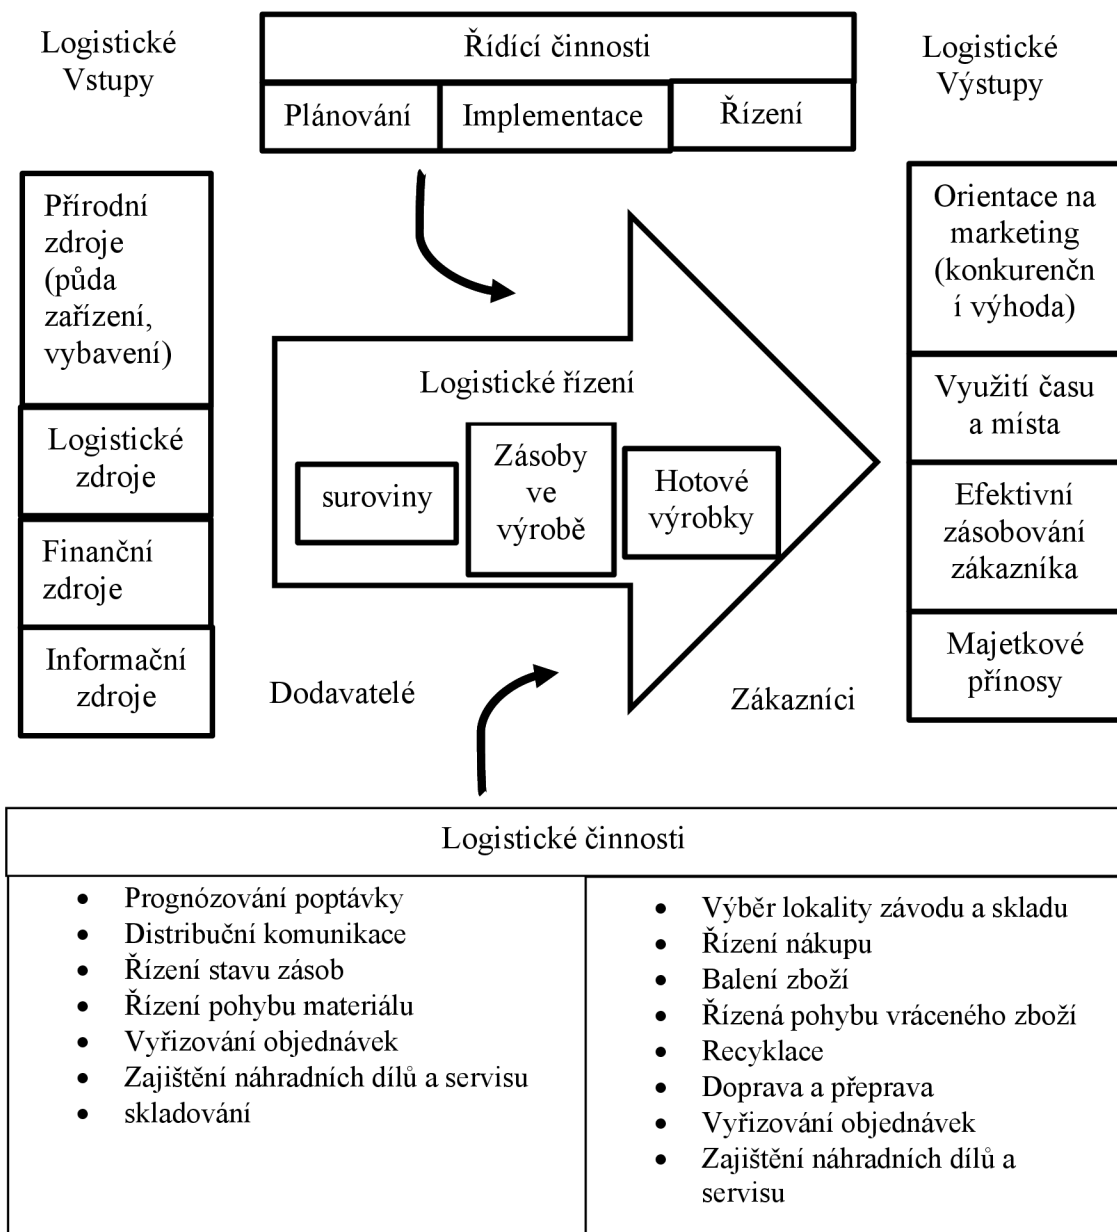 Logistické
Vstupy
Řídící činnosti
Plánování
Implementace
Řízení
Logistické
Výstupy
Přírodní
zdroje
(půda
zařízení,
vybavení)
Logistické
zdroje
Finanční
zdroje
Informační
zdroje
Logistické řízení
suroviny
Zásoby
ve
výrobě
Hotové
výrobky
Dodavatelé
Zákazníci
Orientace na
marketing
(konkurenčn
í výhoda)
Využití času
a místa
Efektivní
zásobování
zákazníka
Majetkové
přínosy
Logistické činnosti
• Prognózování poptávky
• Distribuční komunikace
• Řízení stavu zásob
• Řízení pohybu materiálu
• Vyřizování objednávek
• Zajištění náhradních dílů a servisu
• skladování
• Výběr lokality závodu a skladu
• Řízení nákupu
• Balení zboží
• Řízená pohybu vráceného zboží
• Recyklace
• Doprava a přeprava
• Vyřizování objednávek
• Zajištění náhradních dílů a
servisu